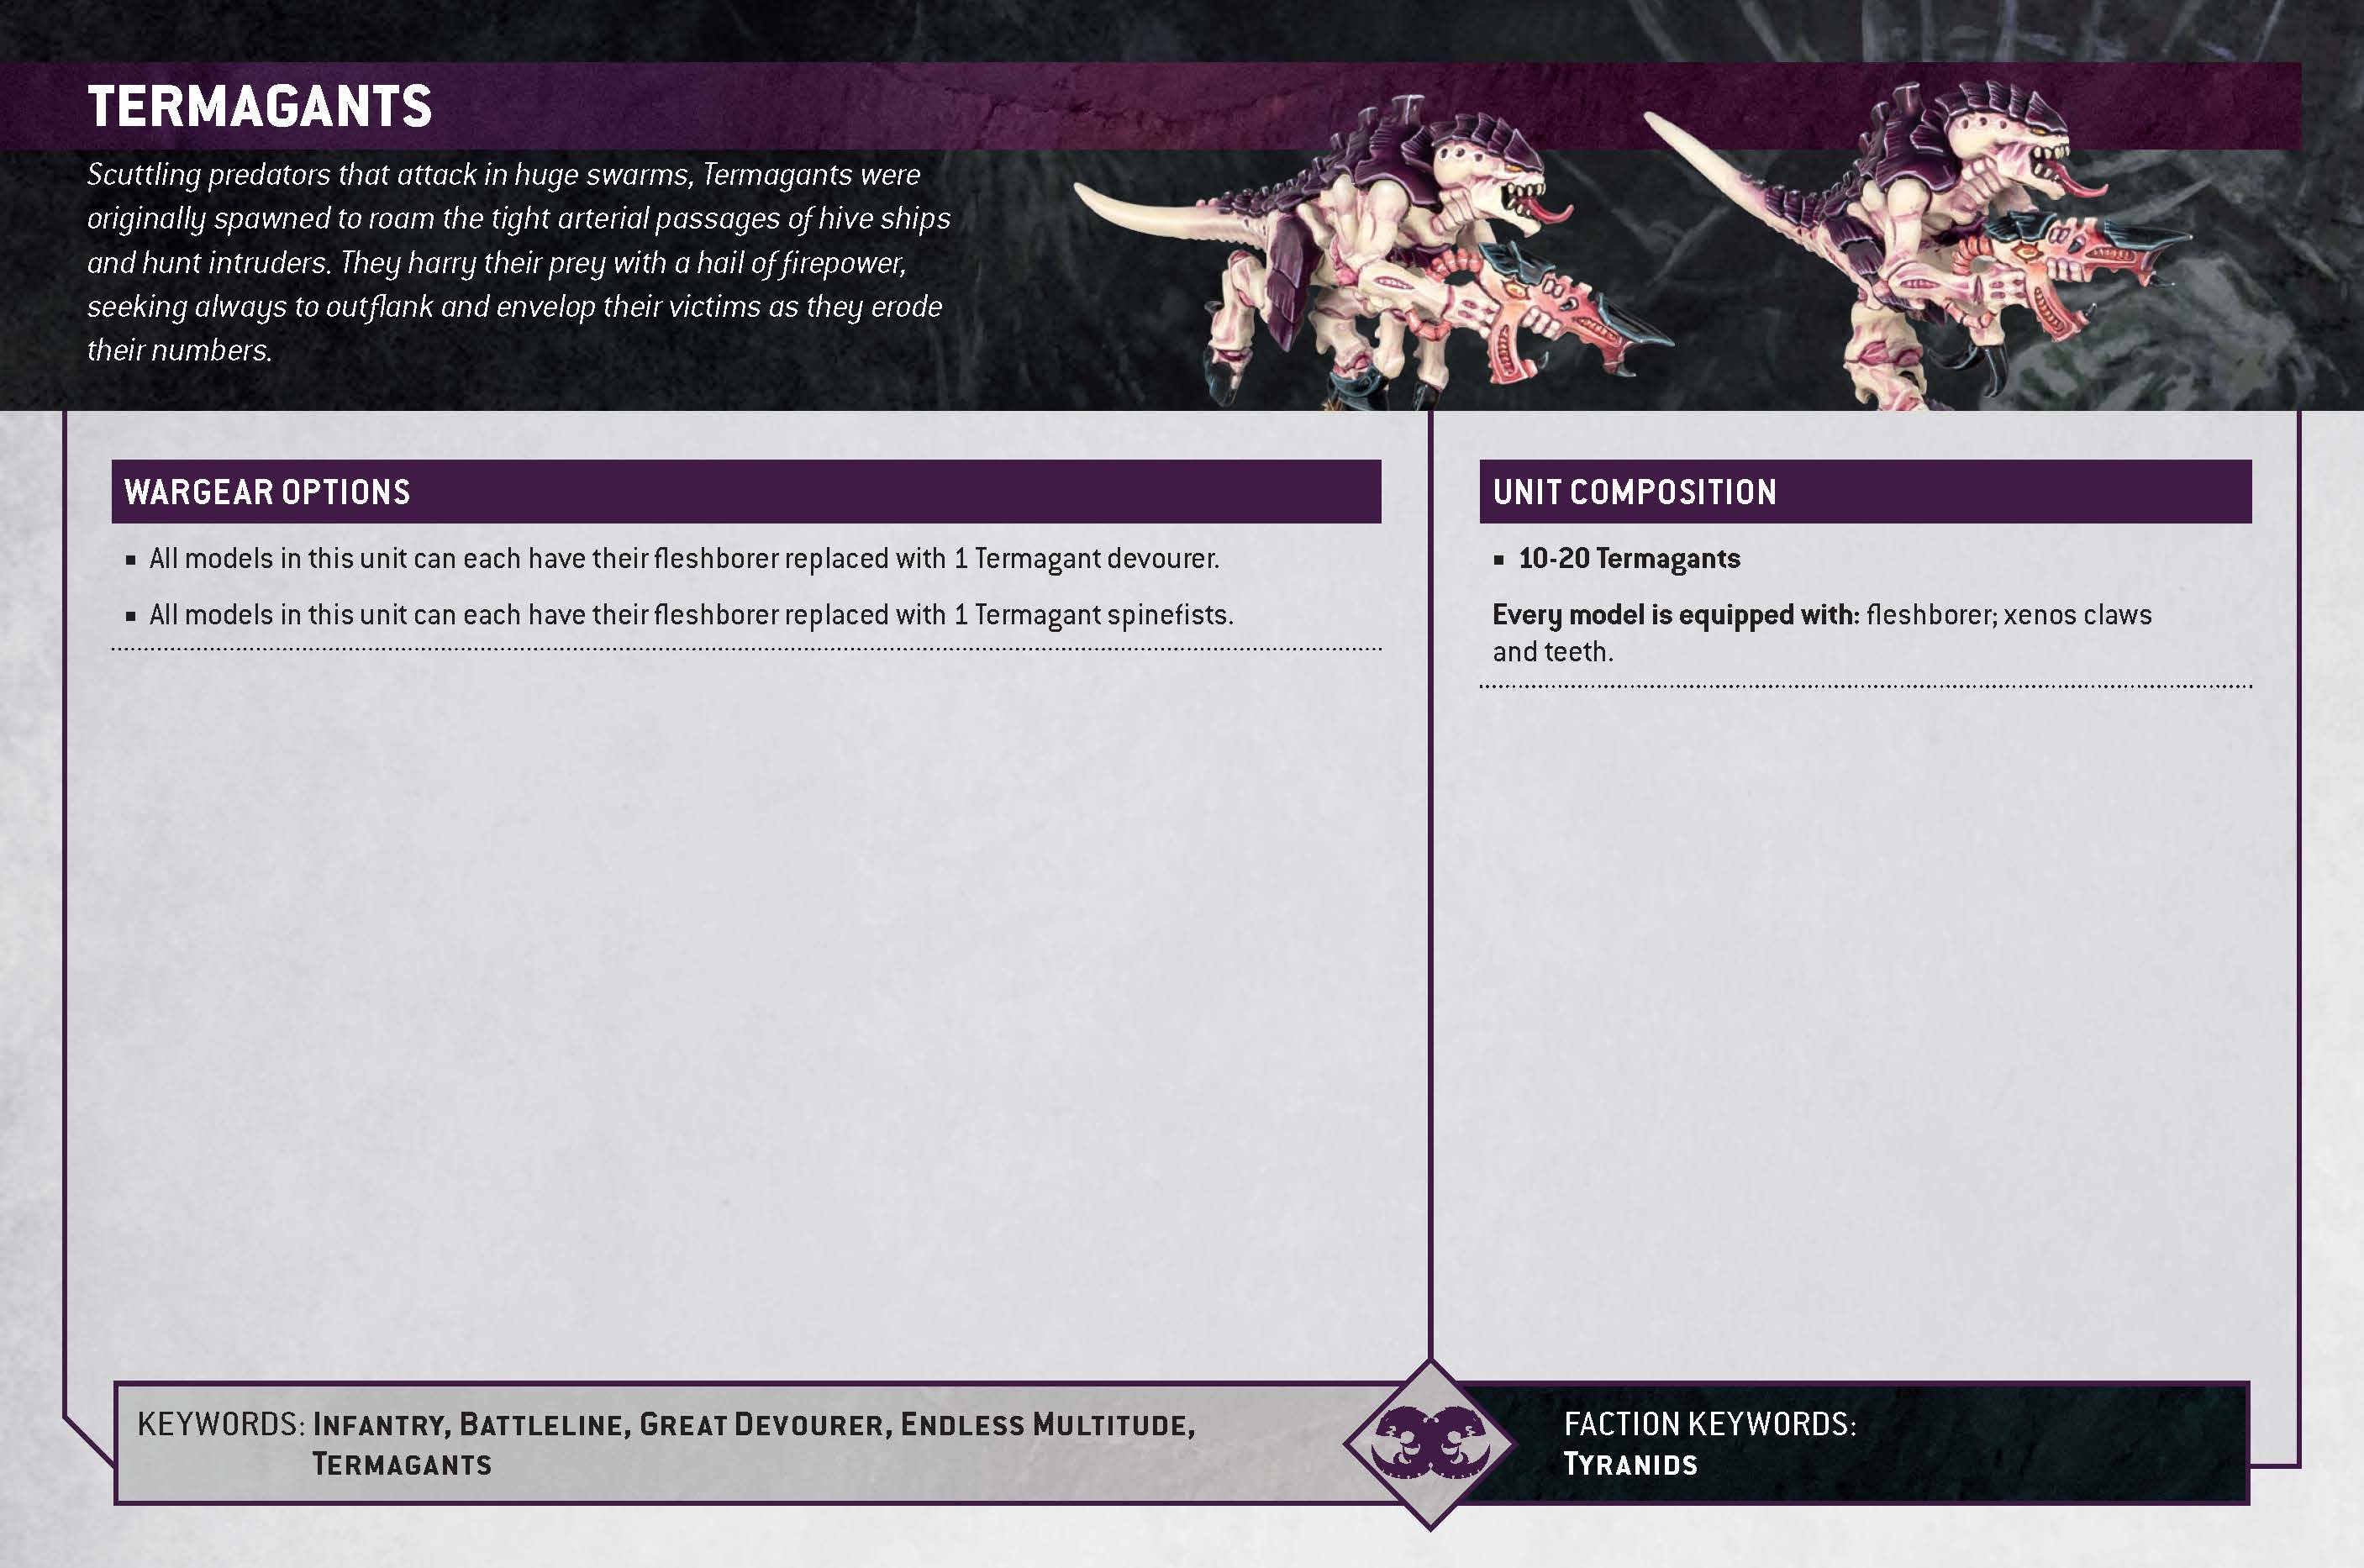 TERMAGANTS
Scuttling predators that attack in huge swarms, Termagants were
originally spawned to roam the tight arterial passages of hive ships
and hunt intruders. They harry their prey with a hail of firepower,
seeking always to outflank and envelop their victims as they erode
their numbers.
WARGEAR OPTIONS
▪ All models in this unit can each have their fleshborer replaced with 1 Termagant devourer.
▪ All models in this unit can each have their fleshborer replaced with 1 Termagant spinefists.
UNIT COMPOSITION
▪ 10-20 Termagants
Every model is equipped with: fleshborer; xenos claws
and teeth.
KEYWORDS: INFANTRY, BATTLELINE, GREAT DEVOURER, ENDLESS MULTITUDE,
TERMAGANTS
FACTION KEYWORDS:
TYRANIDS